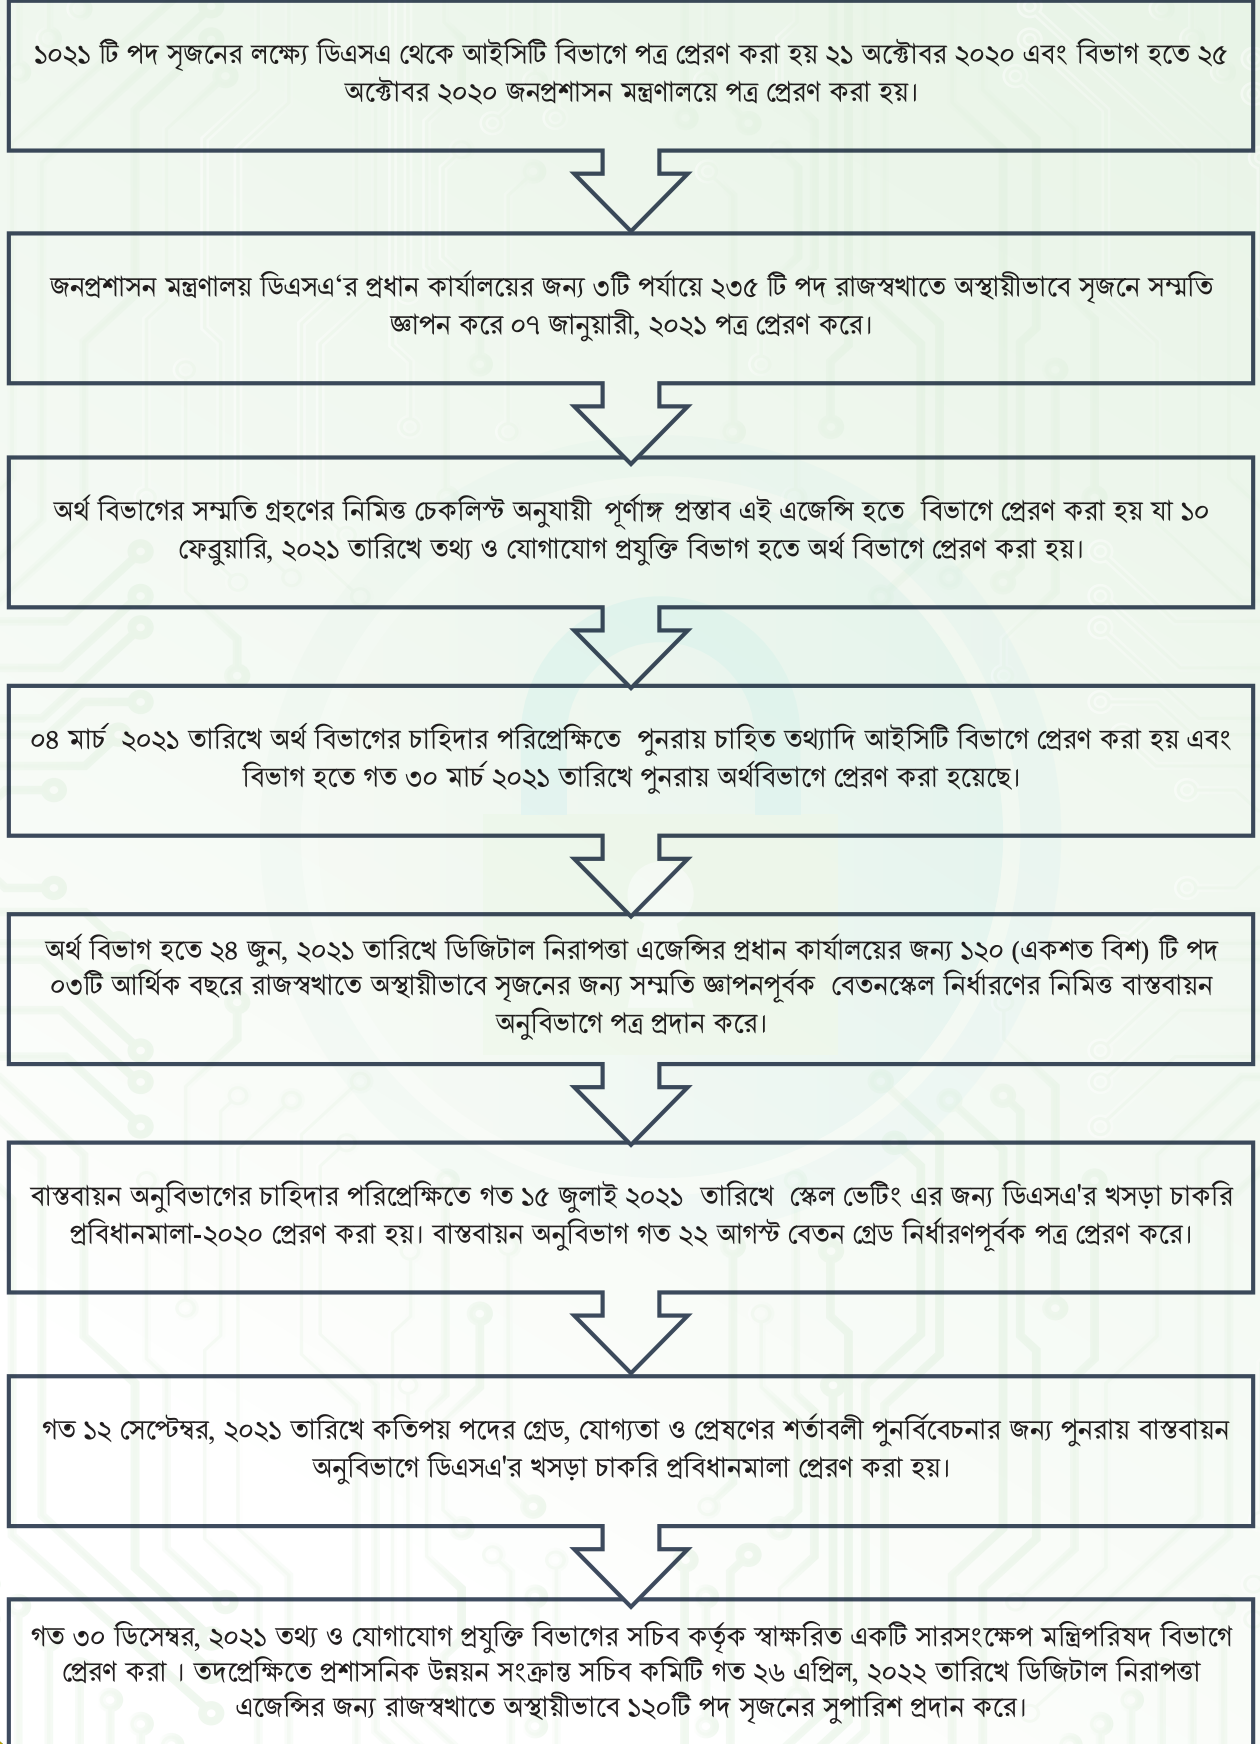 ১০২১ টি পদ সৃজনের লক্ষ্যে ডিএসএ থেকে আইসিটি বিভাগে পত্র প্রেরণ করা হয় ২১ অক্টোবর ২০২০ এবং বিভাগ হতে ২৫
অক্টোবর ২০২০ জনপ্রশাসন মন্ত্রণালয়ে পত্র প্রেরণ করা হয়।
জনপ্রশাসন মন্ত্রণালয় ডিএসএ‘র প্রধান কার্যালয়ের জন্য ৩টি পর্যায়ে ২৩৫ টি পদ রাজস্বখাতে অস্থায়ীভাবে সৃজনে সম্মতি
জ্ঞাপন করে ০৭ জানুয়ারী, ২০২১ পত্র প্রেরণ করে।
অর্থ বিভাগের সম্মতি গ্রহণের নিমিত্ত চেকলিস্ট অনুযায়ী পূর্ণাঙ্গ প্রস্তাব এই এজেন্সি হতে বিভাগে প্রেরণ করা হয় যা ১০
ফেব্রুয়ারি, ২০২১ তারিখে তথ্য ও যোগাযোগ প্রযুক্তি বিভাগ হতে অর্থ বিভাগে প্রেরণ করা হয়।
০৪ মার্চ ২০২১ তারিখে অর্থ বিভাগের চাহিদার পরিপ্রেক্ষিতে পুনরায় চাহিত তথ্যাদি আইসিটি বিভাগে প্রেরণ করা হয় এবং
বিভাগ হতে গত ৩০ মার্চ ২০২১ তারিখে পুনরায় অর্থবিভাগে প্রেরণ করা হয়েছে।
অর্থ বিভাগ হতে ২৪ জুন, ২০২১ তারিখে ডিজিটাল নিরাপত্তা এজেন্সির প্রধান কার্যালয়ের জন্য ১২০ (একশত বিশ) টি পদ
০৩টি আর্থিক বছরে রাজস্বখাতে অস্থায়ীভাবে সৃজনের জন্য সম্মতি জ্ঞাপনপূর্বক বেতনস্কেল নির্ধারণের নিমিত্ত বাস্তবায়ন
অনুবিভাগে পত্র প্রদান করে।
বাস্তবায়ন অনুবিভাগের চাহিদার পরিপ্রেক্ষিতে গত ১৫ জুলাই ২০২১ তারিখে স্কেল ভেটিং এর জন্য ডিএসএ'র খসড়া চাকরি
প্রবিধানমালা-২০২০ প্রেরণ করা হয়। বাস্তবায়ন অনুবিভাগ গত ২২ আগস্ট বেতন গ্রেড নির্ধারণপূর্বক পত্র প্রেরণ করে।
গত ১২ সেপ্টেম্বর, ২০২১ তারিখে কতিপয় পদের গ্রেড, যোগ্যতা ও প্রেষণের শর্তাবলী পুনর্বিবেচনার জন্য পুনরায় বাস্তবায়ন
অনুবিভাগে ডিএসএ'র খসড়া চাকরি প্রবিধানমালা প্রেরণ করা হয়।
গত ৩০ ডিসেম্বর, ২০২১ তথ্য ও যোগাযোগ প্রযুক্তি বিভাগের সচিব কর্তৃক স্বাক্ষরিত একটি সারসংক্ষেপ মন্ত্রিপরিষদ বিভাগে
প্রেরণ করা । তদপ্রেক্ষিতে প্রশাসনিক উন্নয়ন সংক্রান্ত সচিব কমিটি গত ২৬ এপ্রিল, ২০২২ তারিখে ডিজিটাল নিরাপত্তা
এজেন্সির জন্য রাজস্বখাতে অস্থায়ীভাবে ১২০টি পদ সৃজনের সুপারিশ প্রদান করে।